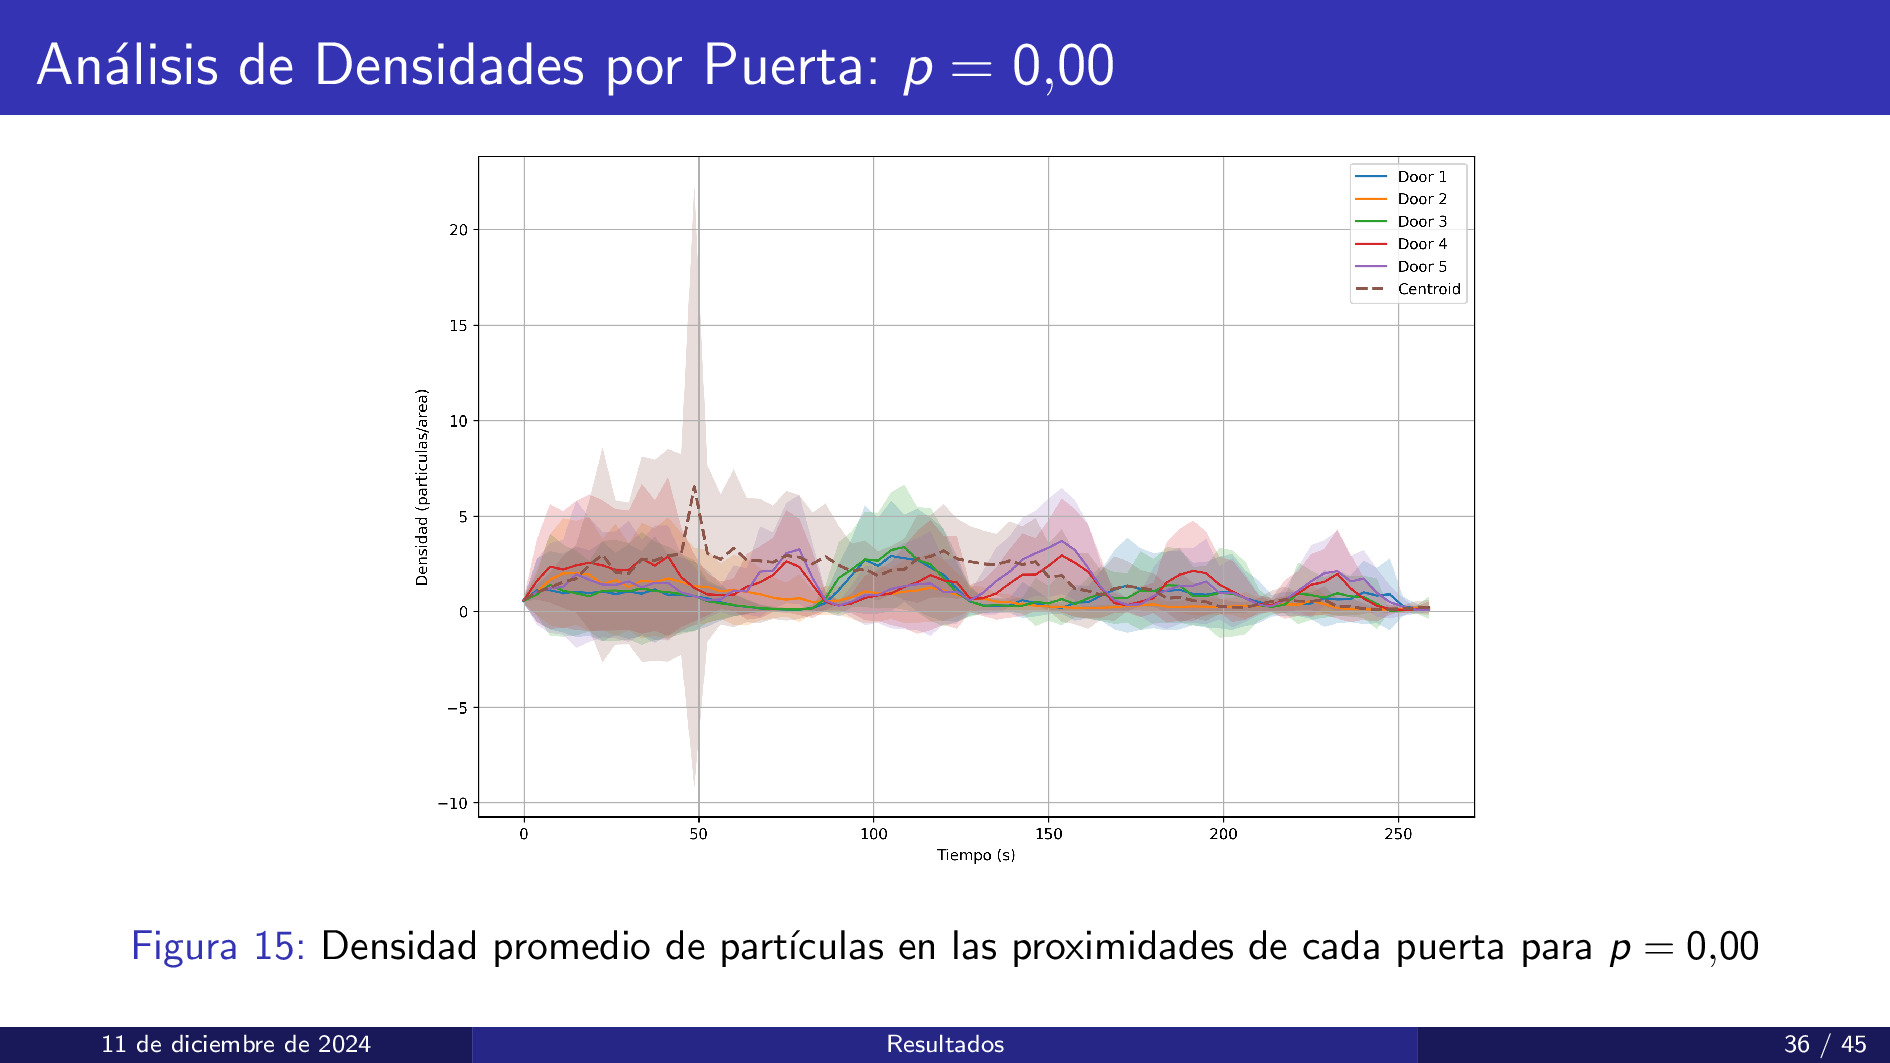 Análisis de Densidades por Puerta: p = 0,00
Door 1
Door 2
Door 3
Door 4
Door 5
Centroid
20
15
10
5
0
−5
−10
Densidad (particulas/area)
0 50 100 150 200 250
Tiempo (s)
Figura 15: Densidad promedio de partículas en las proximidades de cada puerta para p = 0,00
11 de diciembre de 2024 Resultados 36 / 45